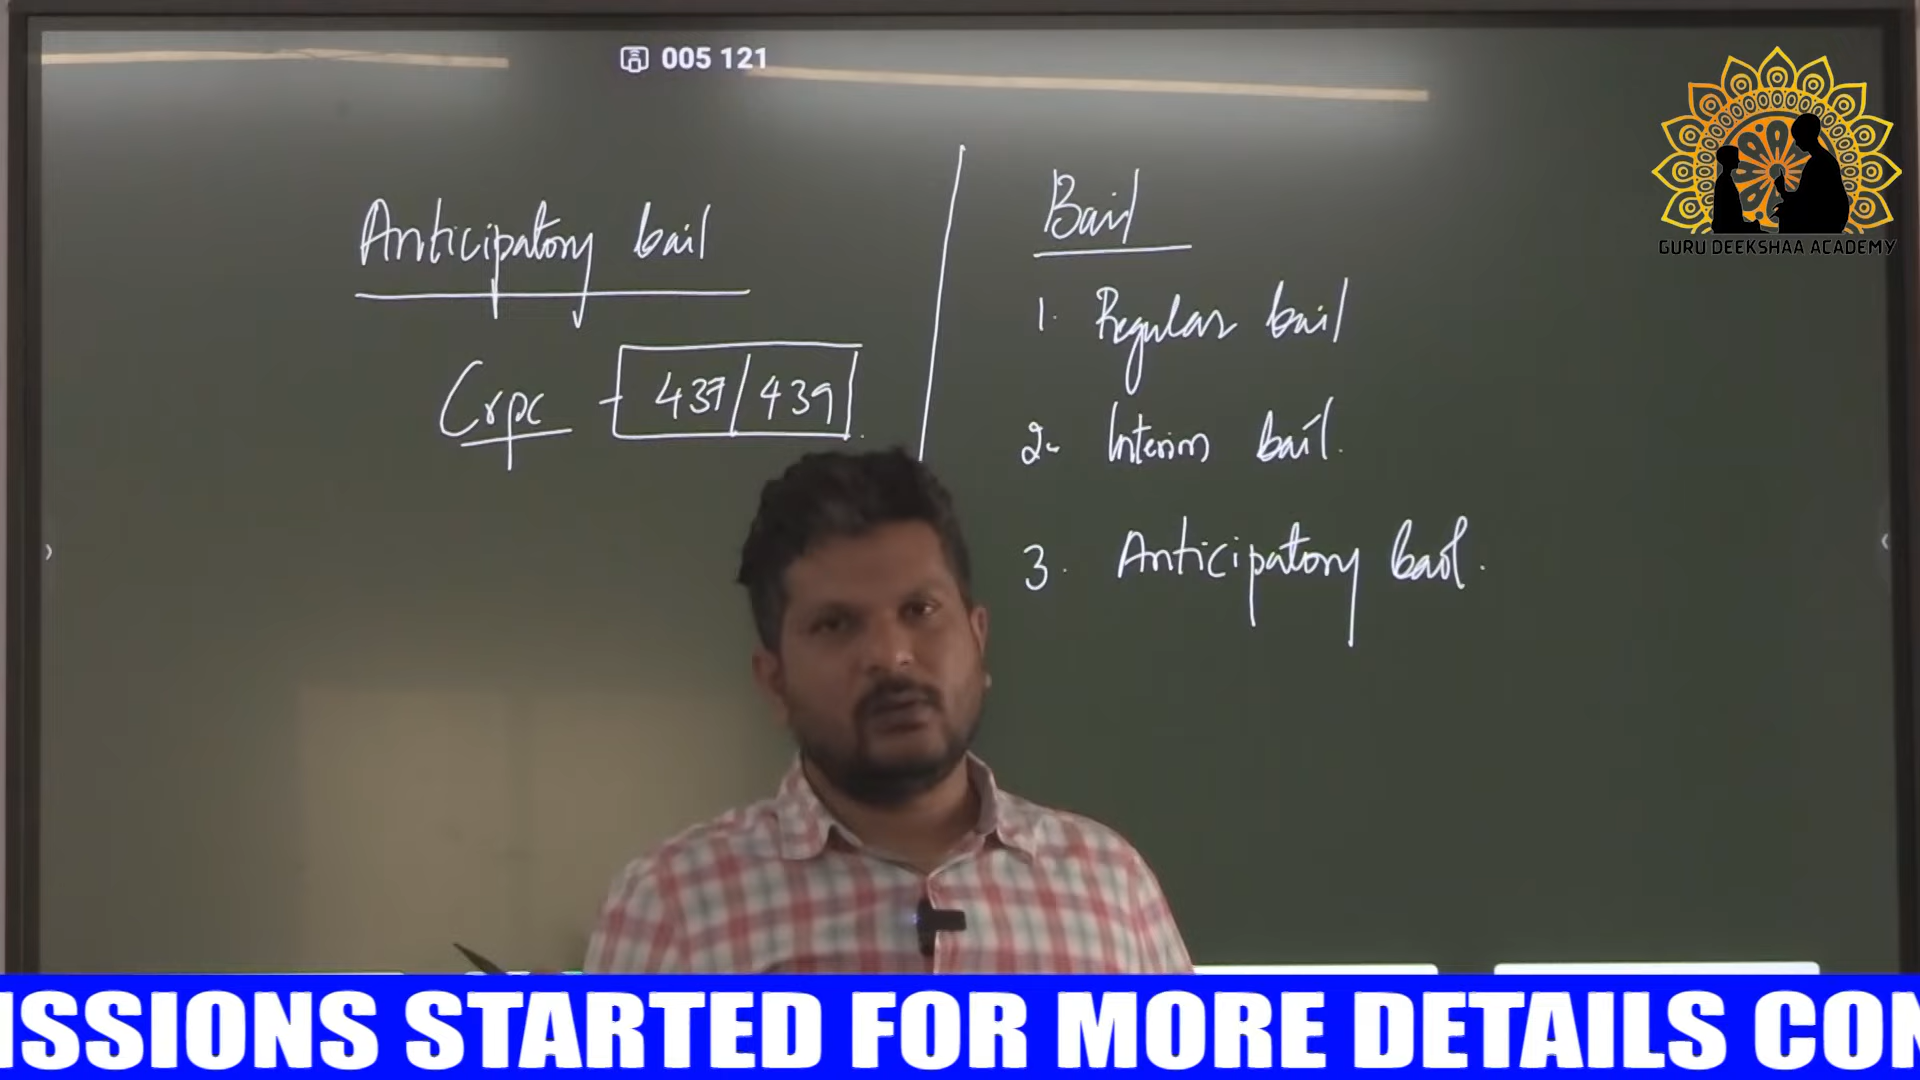 005 121
GURU DEEKSHAA ACADEMY
Anticipatory bail
Crpc - 437/439
Bail
1. Regular bail
2. Interim bail.
3. Anticipatory bail.
ISSIONS STARTED FOR MORE DETAILS CON